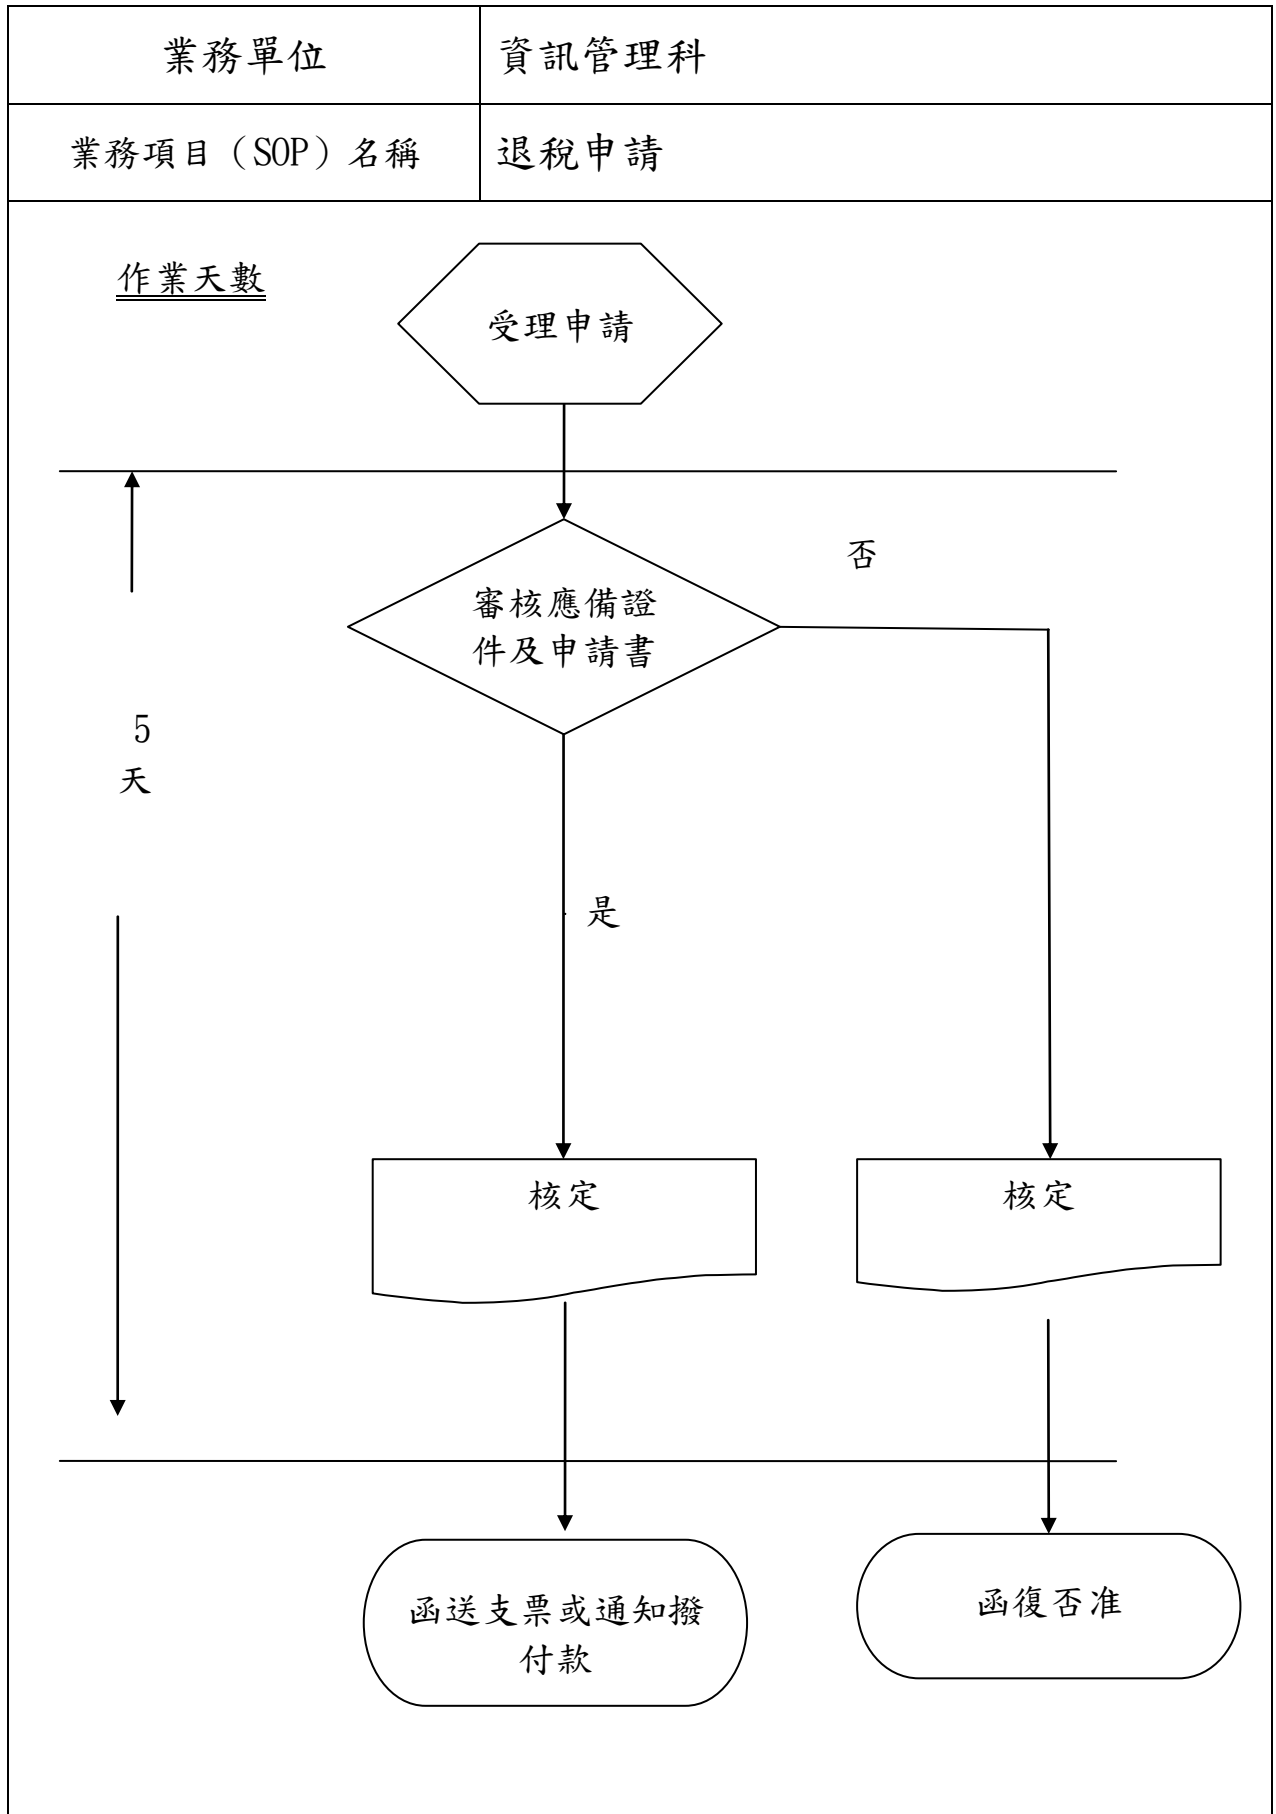 業務單位
資訊管理科
業務項目（SOP）名稱
退稅申請
作業天數
受理申請
否
審核應備證
件及申請書
5
天
是
核定
核定
函送支票或通知撥
付款
函復否准